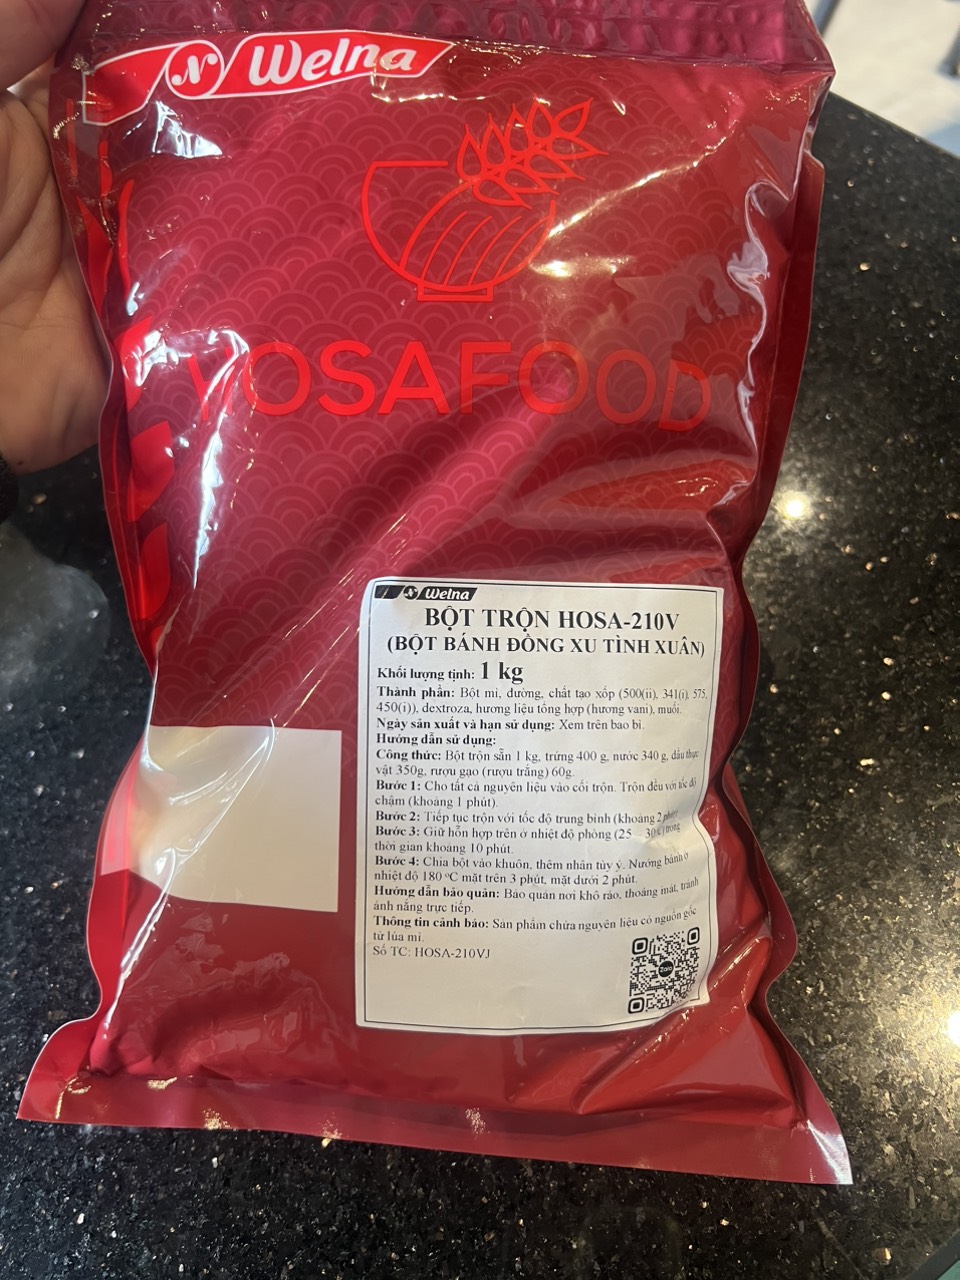 N Welna
YOSAFOOD
N Welna
BỘT TRỘN HOSA-210V
(BỘT BÁNH ĐỒNG XU TÌNH XUÂN)
Khối lượng tịnh: 1 kg
Thành phần: Bột mì, đường, chất tạo xốp (500(ii), 341(i), 575,
450(i)), dextroza, hương liệu tổng hợp (hương vani), muối.
Ngày sản xuất và hạn sử dụng: Xem trên bao bì.
Hướng dẫn sử dụng:
Công thức: Bột trộn sẵn 1 kg, trứng 400 g, nước 340 g, dầu thực
vật 350g, rượu gạo (rượu trắng) 60g.
Bước 1: Cho tất cả nguyên liệu vào cối trộn. Trộn đều với tốc độ
chậm (khoảng 1 phút).
Bước 2: Tiếp tục trộn với tốc độ trung bình (khoảng 2 phút).
Bước 3: Giữ hỗn hợp trên ở nhiệt độ phòng (25 30°C) trong
thời gian khoảng 10 phút.
Bước 4: Chia bột vào khuôn, thêm nhân tùy ý. Nướng bánh ở
nhiệt độ 180 °C mặt trên 3 phút, mặt dưới 2 phút.
Hướng dẫn bảo quản: Bảo quản nơi khô ráo, thoáng mát, tránh
ánh nắng trực tiếp.
Thông tin cảnh báo: Sản phẩm chứa nguyên liệu có nguồn gốc
từ lúa mì.
Số TC: HOSA-210VJ
Zalo